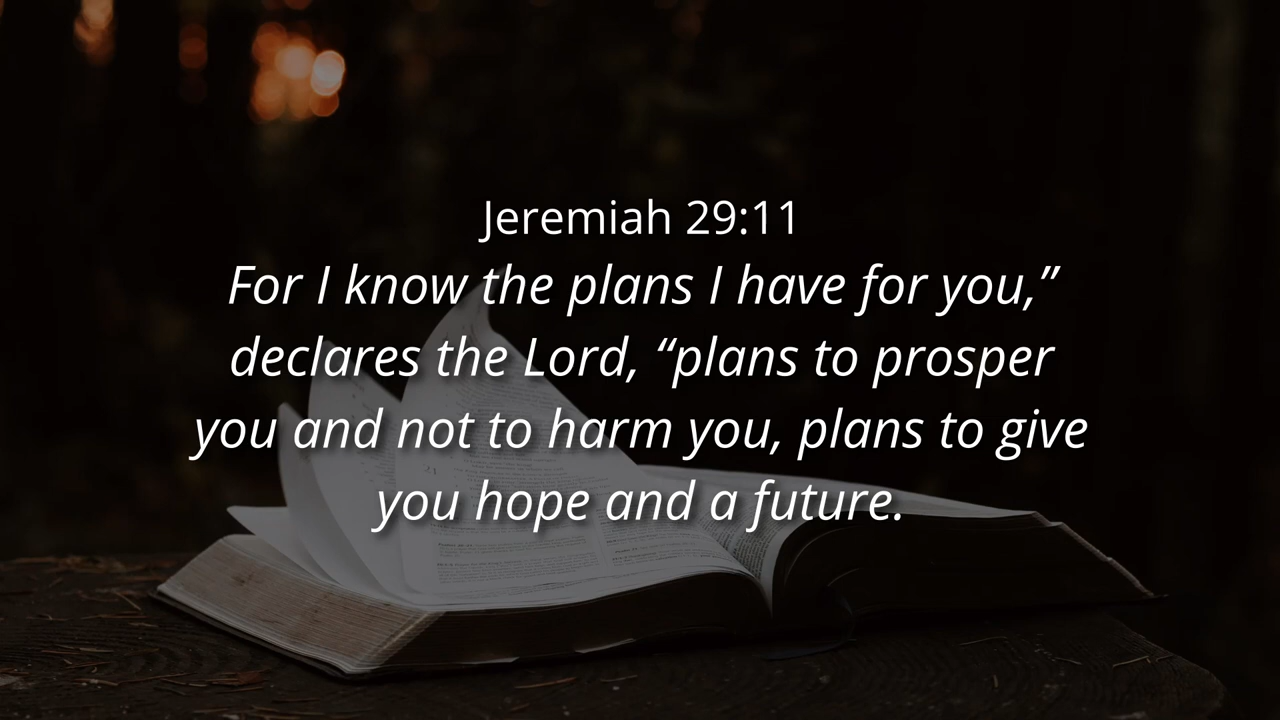 Jeremiah 29:11
For I know the plans I have for you,”
declares the Lord, “plans to prosper
you and not to harm you, plans to give
you hope and a future.